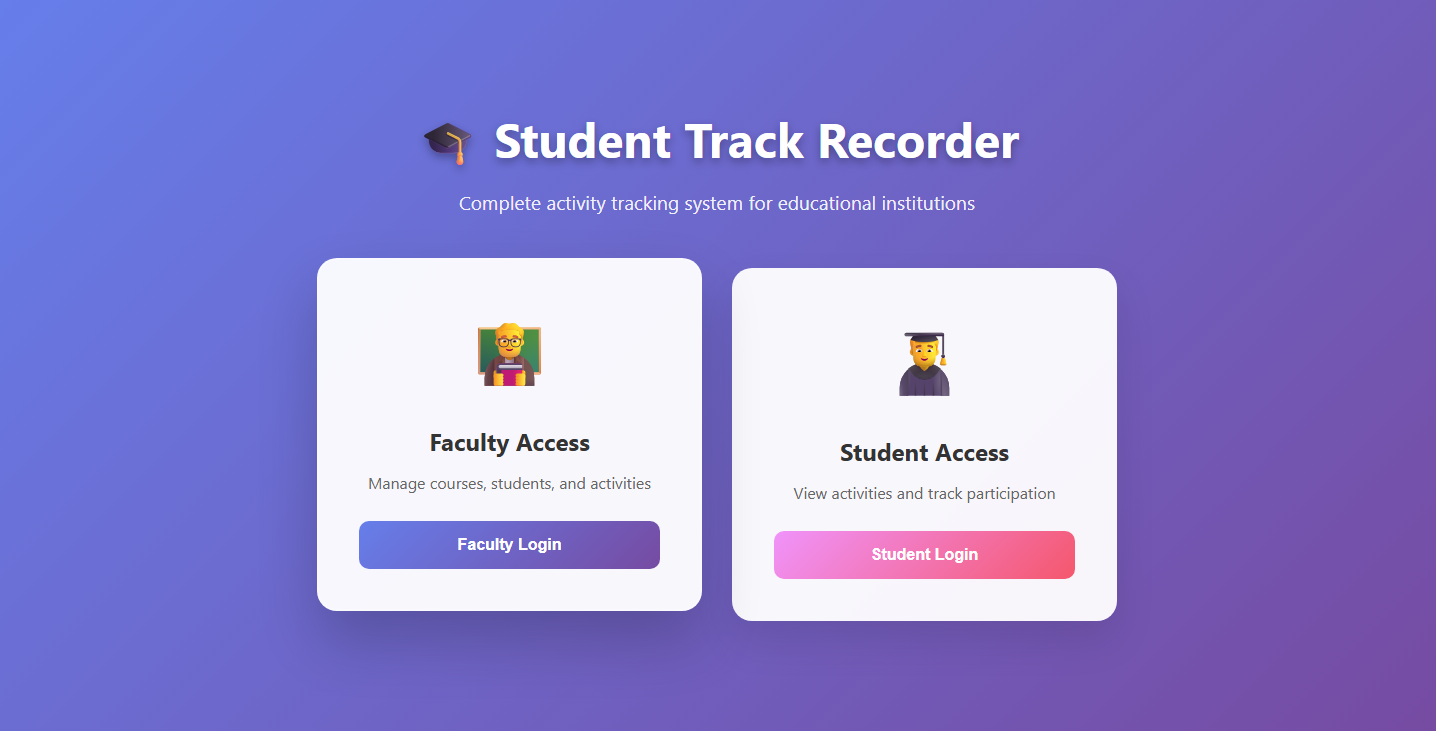 Student Track Recorder
Complete activity tracking system for educational institutions
Faculty Access
Manage courses, students, and activities
Faculty Login
Student Access
View activities and track participation
Student Login